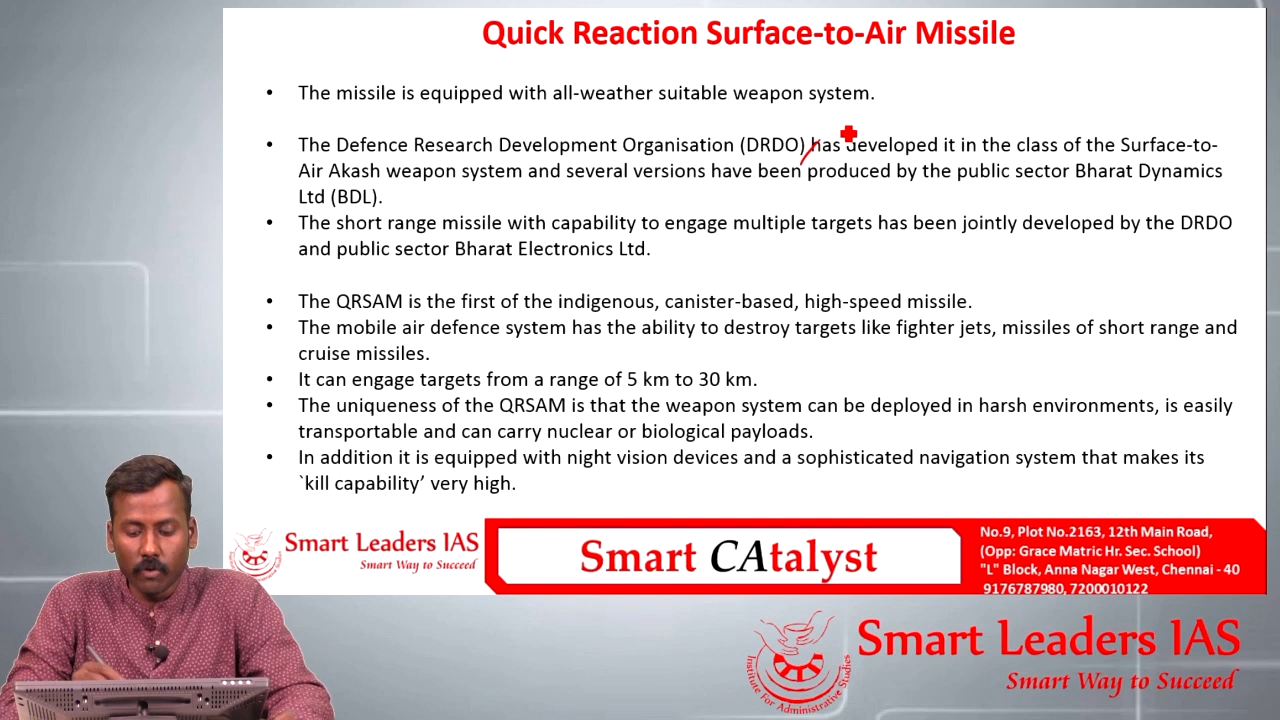 Quick Reaction Surface-to-Air Missile
• The missile is equipped with all-weather suitable weapon system.
• The Defence Research Development Organisation (DRDO) has developed it in the class of the Surface-to-
Air Akash weapon system and several versions have been produced by the public sector Bharat Dynamics
Ltd (BDL).
• The short range missile with capability to engage multiple targets has been jointly developed by the DRDO
and public sector Bharat Electronics Ltd.
• The QRSAM is the first of the indigenous, canister-based, high-speed missile.
• The mobile air defence system has the ability to destroy targets like fighter jets, missiles of short range and
cruise missiles.
• It can engage targets from a range of 5 km to 30 km.
• The uniqueness of the QRSAM is that the weapon system can be deployed in harsh environments, is easily
transportable and can carry nuclear or biological payloads.
• In addition it is equipped with night vision devices and a sophisticated navigation system that makes its
`kill capability’ very high.
Smart Leaders IAS
Smart Way to Succeed
Smart CAtalyst
No.9, Plot No.2163, 12th Main Road,
(Opp: Grace Matric Hr. Sec. School)
"L" Block, Anna Nagar West, Chennai - 40
9176787980, 7200010122
Institute For Administrative Studies
Smart Leaders IAS
Smart Way to Succeed